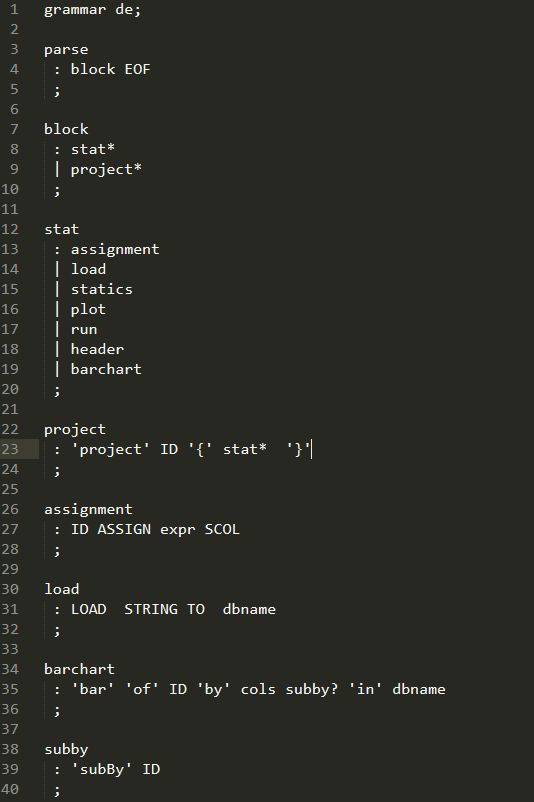 1 grammar de;
2
3 parse
4 : block EOF
5 ;
6
7 block
8 : stat*
9 | project*
10 ;
11
12 stat
13 : assignment
14 | load
15 | statics
16 | plot
17 | run
18 | header
19 | barchart
20 ;
21
22 project
23 : 'project' ID '{' stat*  '}'
24 ;
25
26 assignment
27 : ID ASSIGN expr SCOL
28 ;
29
30 load
31 : LOAD  STRING TO  dbname
32 ;
33
34 barchart
35 : 'bar' 'of' ID 'by' cols subby? 'in' dbname
36 ;
37
38 subby
39 : 'subBy' ID
40 ;